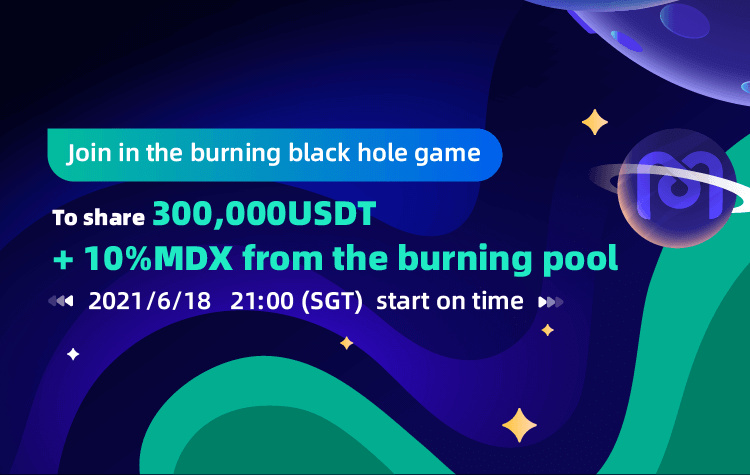 Join in the burning black hole game
To share 300,000USDT
+ 10%MDX from the burning pool
2021/6/18 21:00 (SGT) start on time